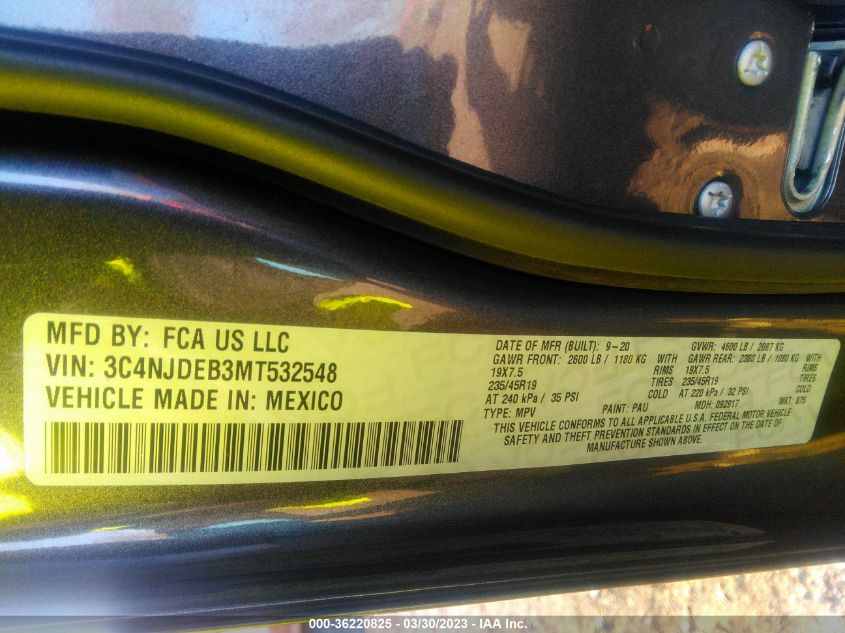 MFD BY: FCA US LLC
VIN: 3C4NJDEB3MT532548
VEHICLE MADE IN: MEXICO
DATE OF MFR (BUILT): 9-20 GVWR: 4600 LB / 2087 KG
GAWR FRONT: 2600 LB / 1180 KG WITH GAWR REAR: 2380 LB / 1080 KG WITH
19X7.5 RIMS 19X7.5 RIMS
235/45R19 TIRES 235/45R19 TIRES
AT 240 kPa / 35 PSI COLD AT 220 kPa / 32 PSI COLD
TYPE: MPV PAINT: PAU MDH: 092917 MKT: 875
THIS VEHICLE CONFORMS TO ALL APPLICABLE U.S.A. FEDERAL MOTOR VEHICLE
SAFETY AND THEFT PREVENTION STANDARDS IN EFFECT ON THE DATE OF
MANUFACTURE SHOWN ABOVE.
000-36220825 - 03/30/2023 - IAA Inc.